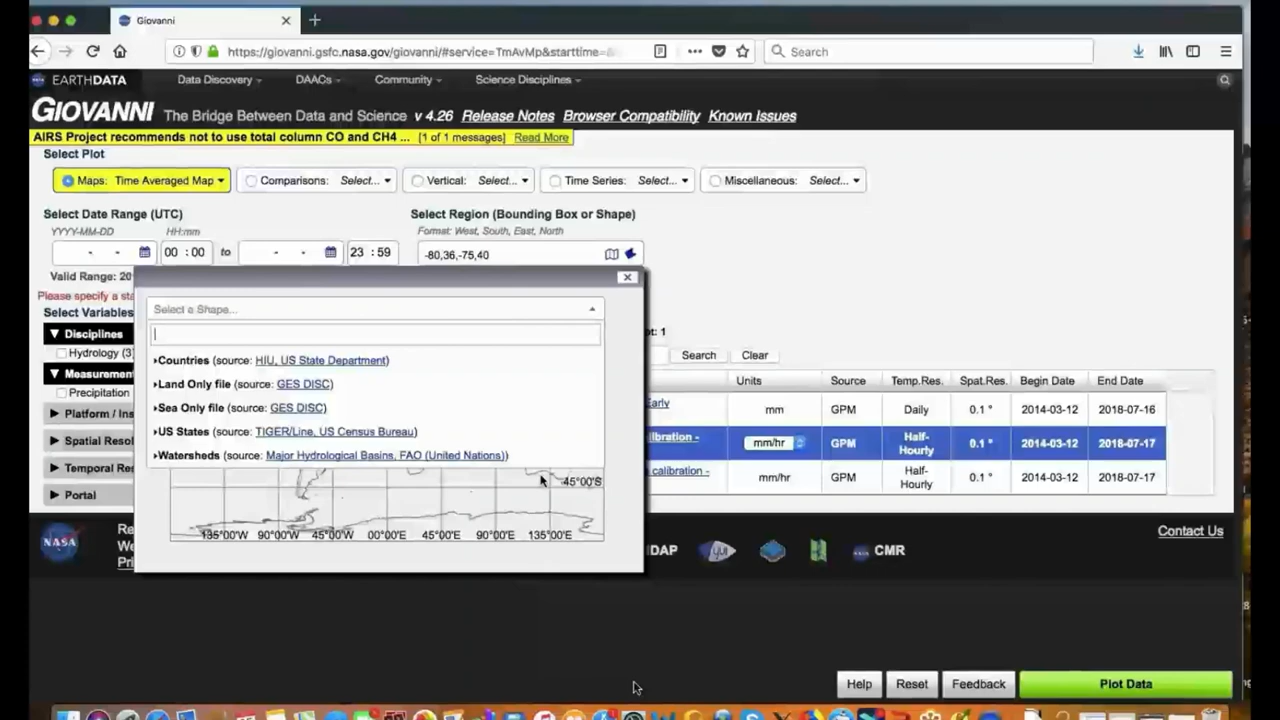 Giovanni
https://giovanni.gsfc.nasa.gov/giovanni/#service=TmAvMp&starttime=
Search
EARTHDATA Data Discovery DAACs Community Science Disciplines
GIOVANNI The Bridge Between Data and Science v 4.26 Release Notes Browser Compatibility Known Issues
AIRS Project recommends not to use total column CO and CH4 ... [1 of 1 messages] Read More
Select Plot
Maps: Time Averaged Map Comparisons: Select... Vertical: Select... Time Series: Select... Miscellaneous: Select...
Select Date Range (UTC) Select Region (Bounding Box or Shape)
YYYY-MM-DD HH:mm Format: West, South, East, North
- - 00 : 00 to - - 23 : 59 -80,36,-75,40
Valid Range: 20
Please specify a sta
Select a Shape...
Select Variables
Disciplines
Hydrology (3)
Measuremen
Precipitation
Platform / Ins
Spatial Resol
Temporal Res
Portal
Countries (source: HIU, US State Department)
Land Only file (source: GES DISC)
Sea Only file (source: GES DISC)
US States (source: TIGER/Line, US Census Bureau)
Watersheds (source: Major Hydrological Basins, FAO (United Nations))
45°00'S
135°00'W 90°00'W 45°00'W 00°00'E 45°00'E 90°00'E 135°00'E
ot: 1
Search Clear
Units Source Temp.Res. Spat.Res. Begin Date End Date
Early mm GPM Daily 0.1 ° 2014-03-12 2018-07-16
libration - mm/hr GPM Half-Hourly 0.1 ° 2014-03-12 2018-07-17
calibration - mm/hr GPM Half-Hourly 0.1 ° 2014-03-12 2018-07-17
NASA
Re
We
Pri
Contact Us
IDAP CMR
Help Reset Feedback Plot Data